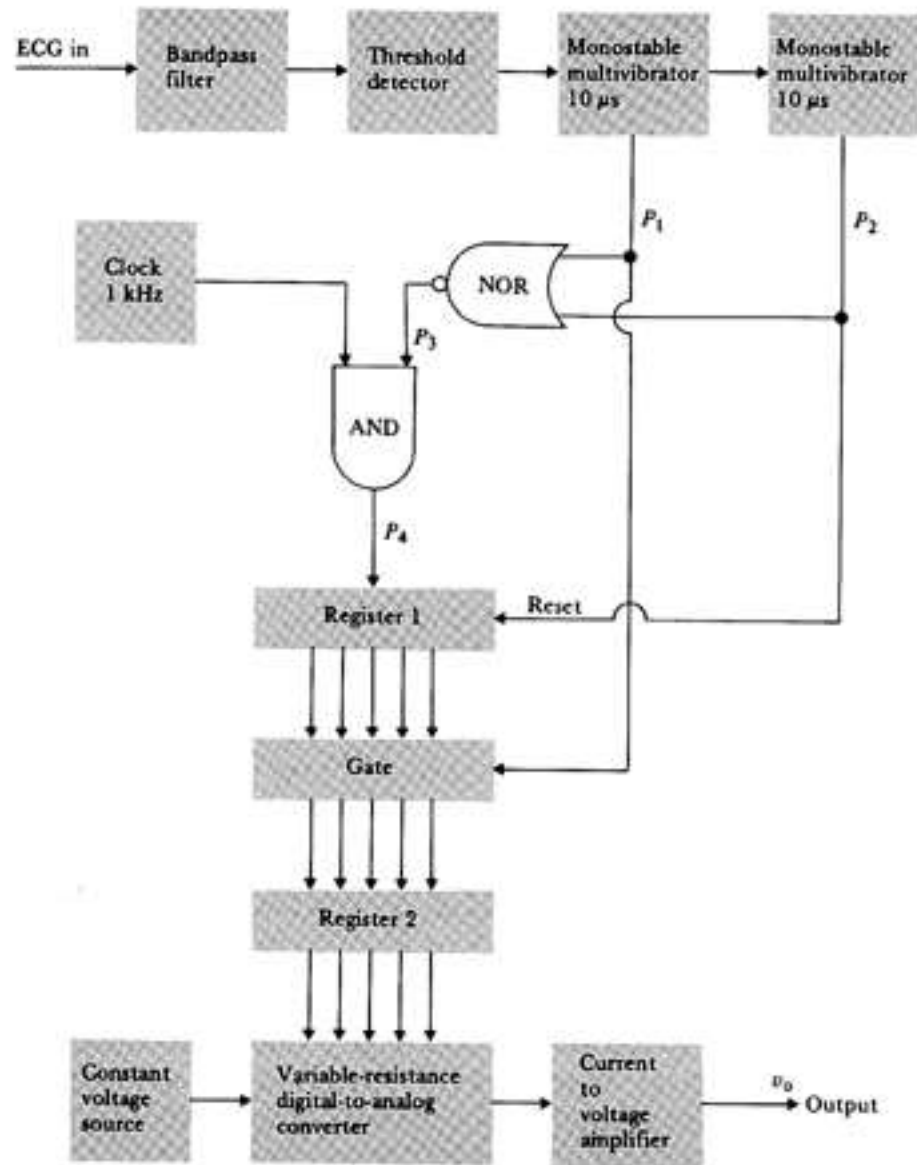 ECG in
Bandpass
filter
Threshold
detector
Monostable
multivibrator
10 μs
Monostable
multivibrator
10 μs
P1
P2
Clock
1 kHz
NOR
P3
AND
P4
Register 1
Reset
Gate
Register 2
Constant
voltage
source
Variable-resistance
digital-to-analog
converter
Current
to
voltage
amplifier
υo
Output